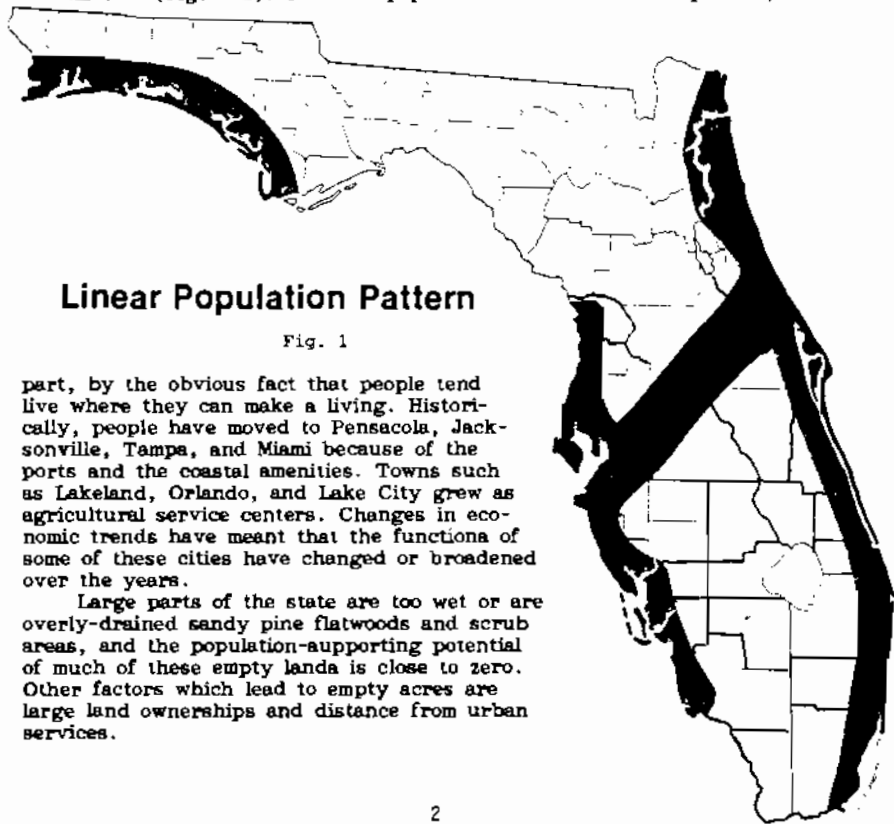 Linear Population Pattern
Fig. 1
part, by the obvious fact that people tend
live where they can make a living. Histori-
cally, people have moved to Pensacola, Jack-
sonville, Tampa, and Miami because of the
ports and the coastal amenities. Towns such
as Lakeland, Orlando, and Lake City grew as
agricultural service centers. Changes in eco-
nomic trends have meant that the functiona of
some of these cities have changed or broadened
over the years.
Large parts of the state are too wet or are
overly-drained sandy pine flatwoods and scrub
areas, and the population-aupporting potential
of much of these empty landa is close to zero.
Other factors which lead to empty acres are
large land ownerships and distance from urban
services.
2